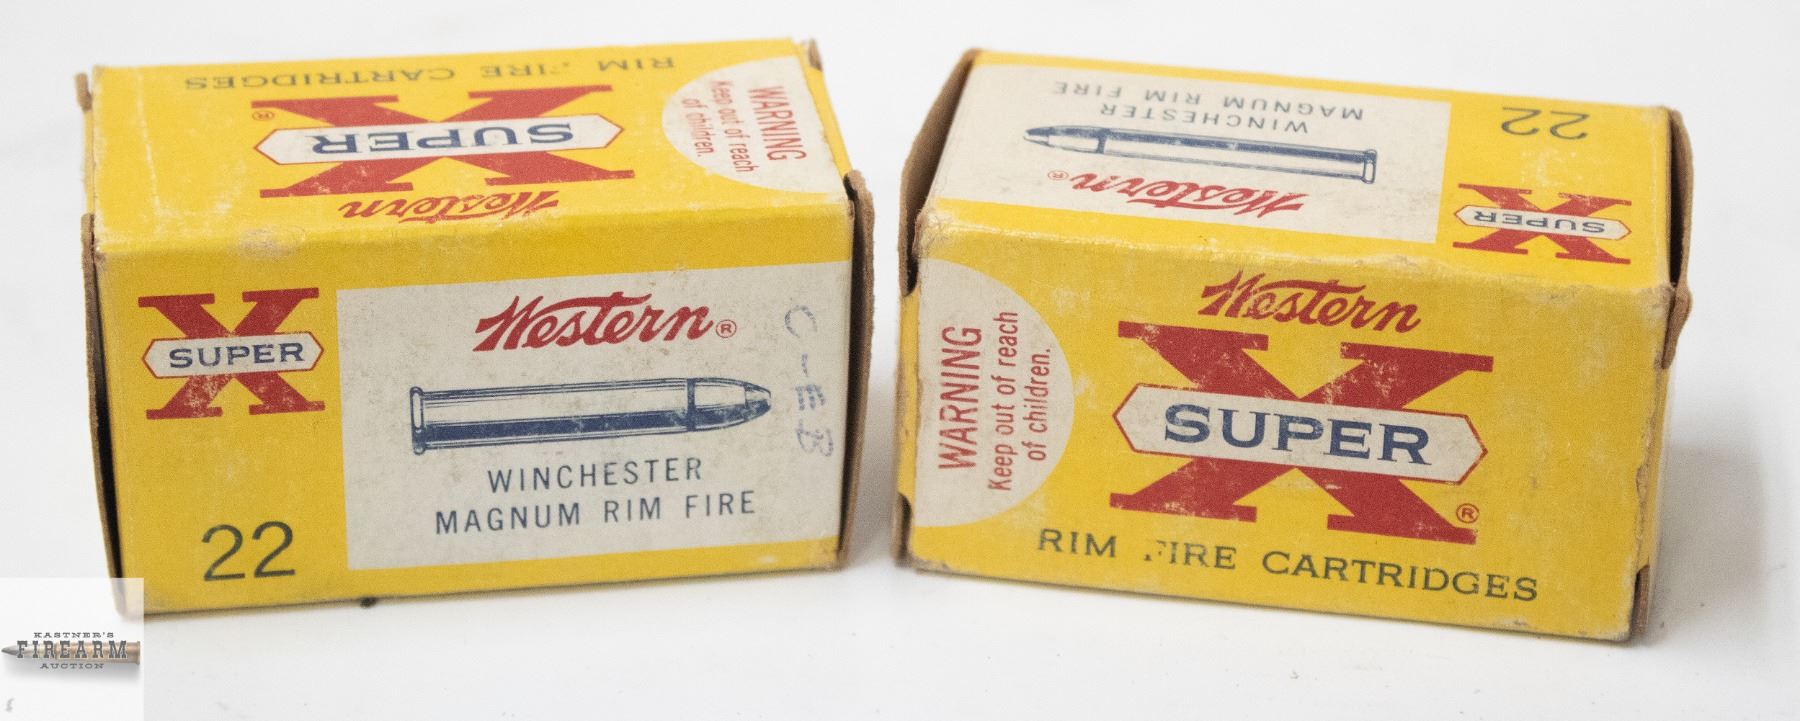 RIM FIRE CARTRIDGES
X
SUPER
®
Western
WARNING
Keep out of reach
of children.
X
SUPER
22
Western®
WINCHESTER
MAGNUM RIM FIRE
C-EB
WINCHESTER
MAGNUM RIM FIRE
Western®
22
X
SUPER
WARNING
Keep out of reach
of children.
Western
X
SUPER
®
RIM FIRE CARTRIDGES
KASTNER'S
FIREARM
AUCTION